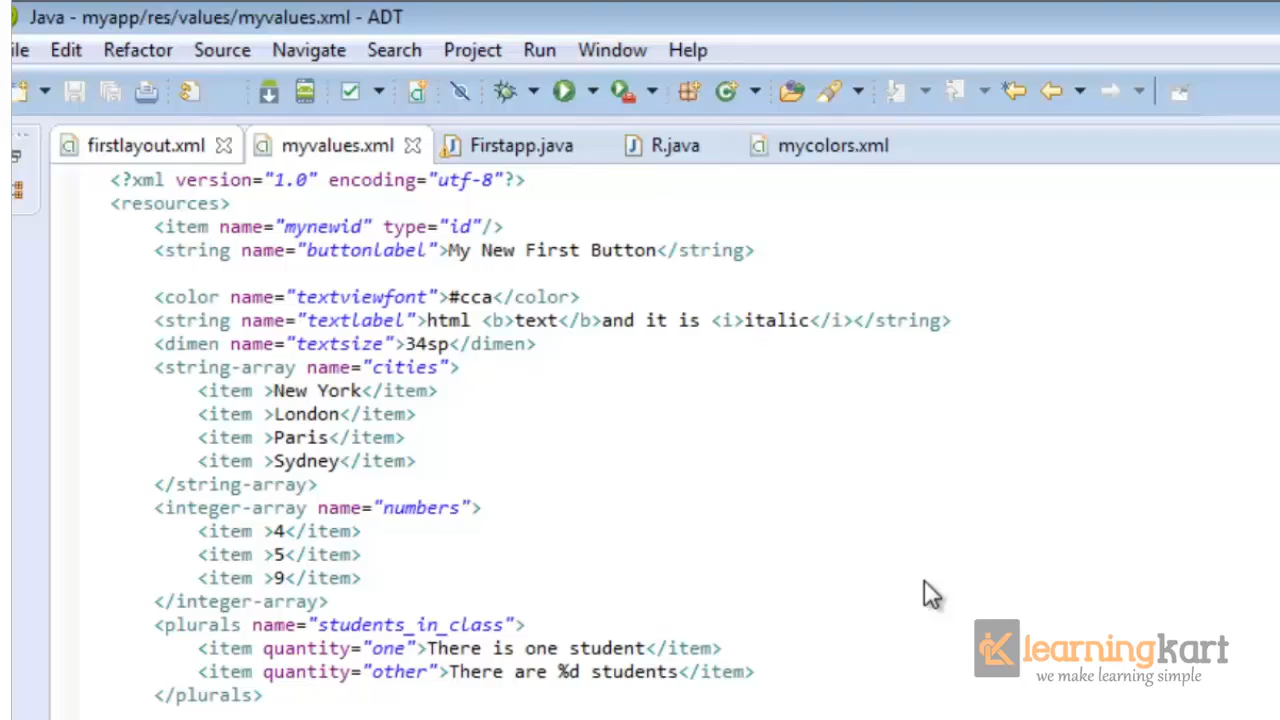 Java - myapp/res/values/myvalues.xml - ADT
ile Edit Refactor Source Navigate Search Project Run Window Help
firstlayout.xml myvalues.xml Firstapp.java R.java mycolors.xml
<?xml version="1.0" encoding="utf-8"?>
<resources>
<item name="mynewid" type="id"/>
<string name="buttonlabel">My New First Button</string>
<color name="textviewfont">#cca</color>
<string name="textlabel">html <b>text</b>and it is <i>italic</i></string>
<dimen name="textsize">34sp</dimen>
<string-array name="cities">
<item >New York</item>
<item >London</item>
<item >Paris</item>
<item >Sydney</item>
</string-array>
<integer-array name="numbers">
<item >4</item>
<item >5</item>
<item >9</item>
</integer-array>
<plurals name="students_in_class">
<item quantity="one">There is one student</item>
<item quantity="other">There are %d students</item>
</plurals>
learningkart
we make learning simple